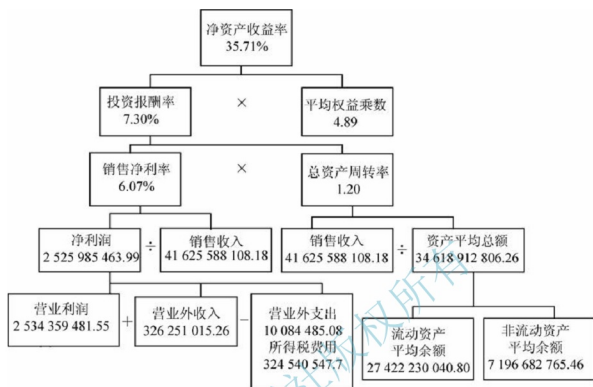 净资产收益率
35.71%
投资报酬率
7.30%
×
平均权益乘数
4.89
销售净利率
6.07%
×
总资产周转率
1.20
净利润
2 525 985 463.99
÷
销售收入
41 625 588 108.18
销售收入
41 625 588 108.18
÷
资产平均总额
34 618 912 806.26
营业利润
2 534 359 481.55
+
营业外收入
326 251 015.26
−
营业外支出
10 084 485.08
所得税费用
324 540 547.7
流动资产
平均余额
27 422 230 040.80
非流动资产
平均余额
7 196 682 765.46
社版权所有